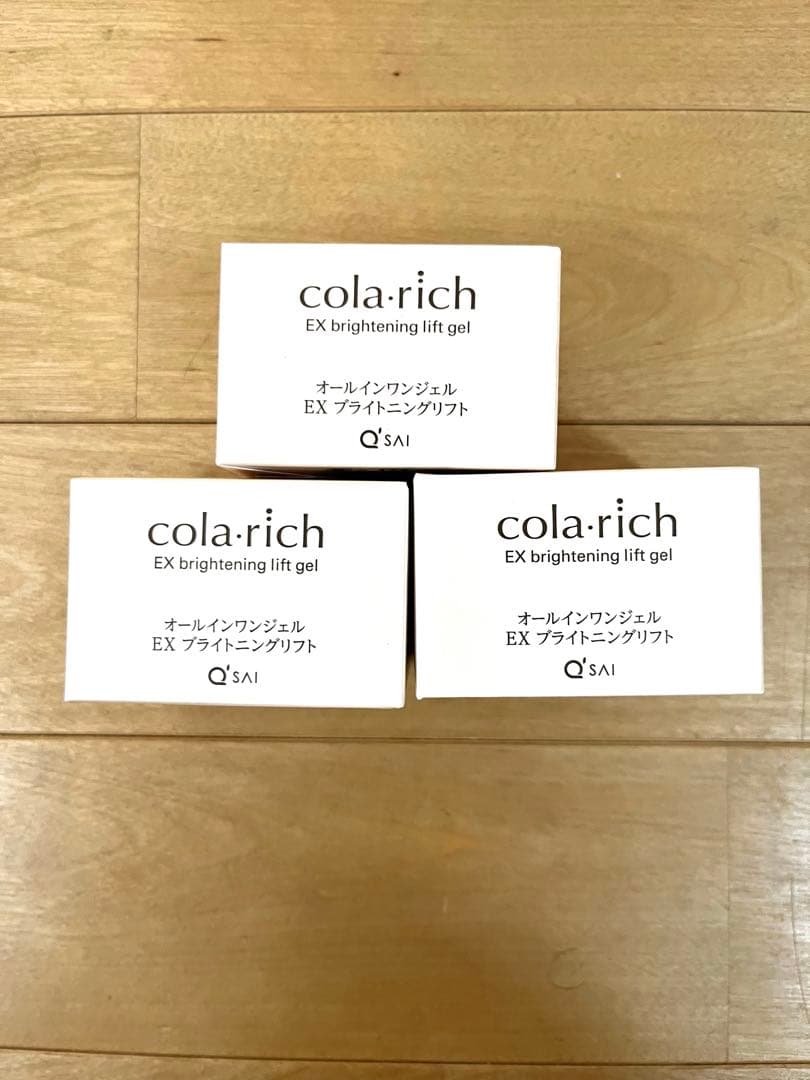 cola·rich
EX brightening lift gel
オールインワンジェル
EX ブライトニングリフト
Q'SAI
cola·rich
EX brightening lift gel
オールインワンジェル
EX ブライトニングリフト
Q'SAI
cola·rich
EX brightening lift gel
オールインワンジェル
EX ブライトニングリフト
Q'SAI